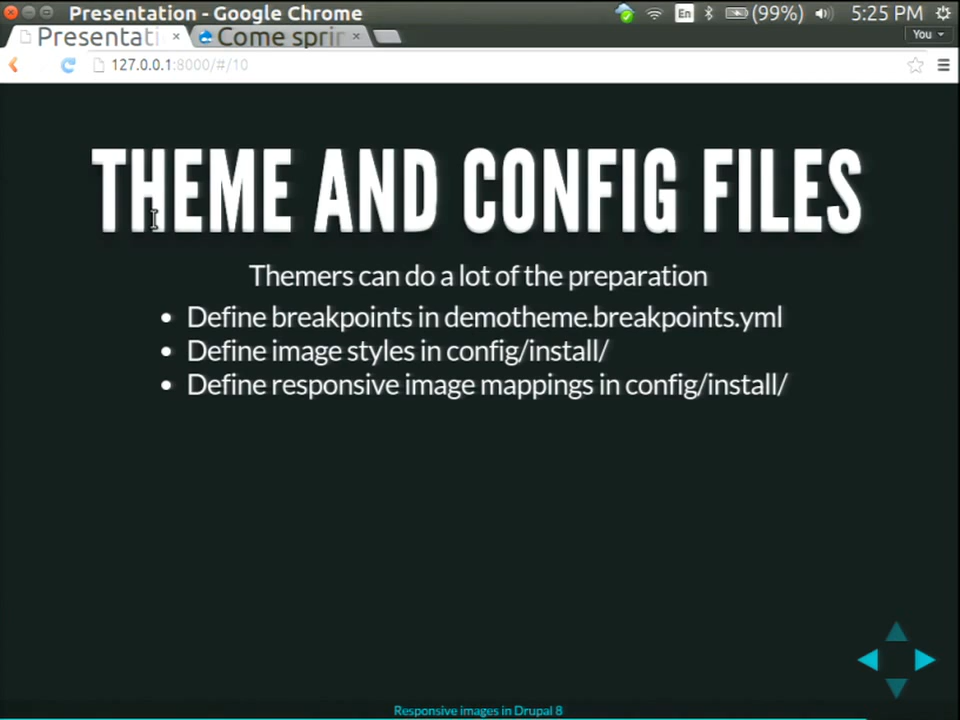 Presentation - Google Chrome
En
(99%)
5:25 PM
Presentati
Come sprin
You
127.0.0.1:8000/#/10
THEME AND CONFIG FILES
Themers can do a lot of the preparation
• Define breakpoints in demotheme.breakpoints.yml
• Define image styles in config/install/
• Define responsive image mappings in config/install/
Responsive images in Drupal 8